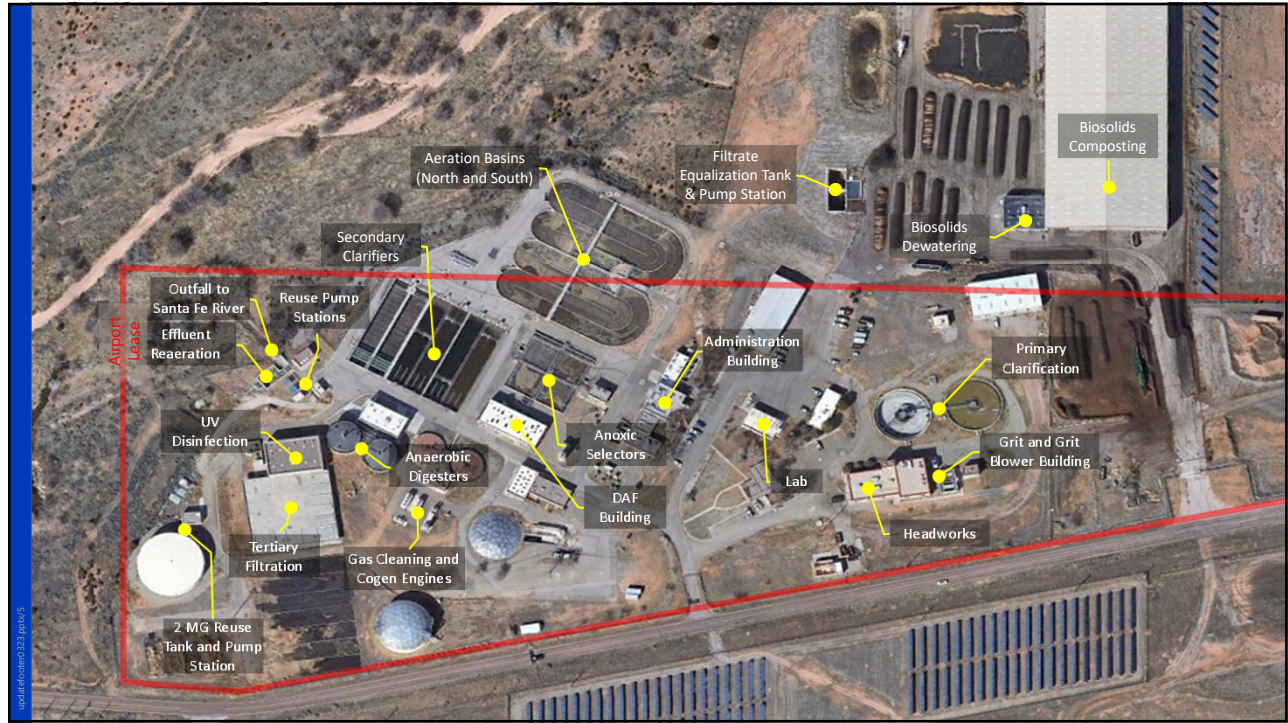 Aeration Basins
(North and South)
Filtrate
Equalization Tank
& Pump Station
Biosolids
Composting
Biosolids
Dewatering
Secondary
Clarifiers
Outfall to
Santa Fe River
Reuse Pump
Stations
Effluent
Reaeration
Airport
Lease
Administration
Building
Primary
Clarification
UV
Disinfection
Anaerobic
Digesters
Anoxic
Selectors
Lab
Grit and Grit
Blower Building
DAF
Building
Headworks
Tertiary
Filtration
Gas Cleaning and
Cogen Engines
2 MG Reuse
Tank and Pump
Station
updatefooter0323.pptx/5